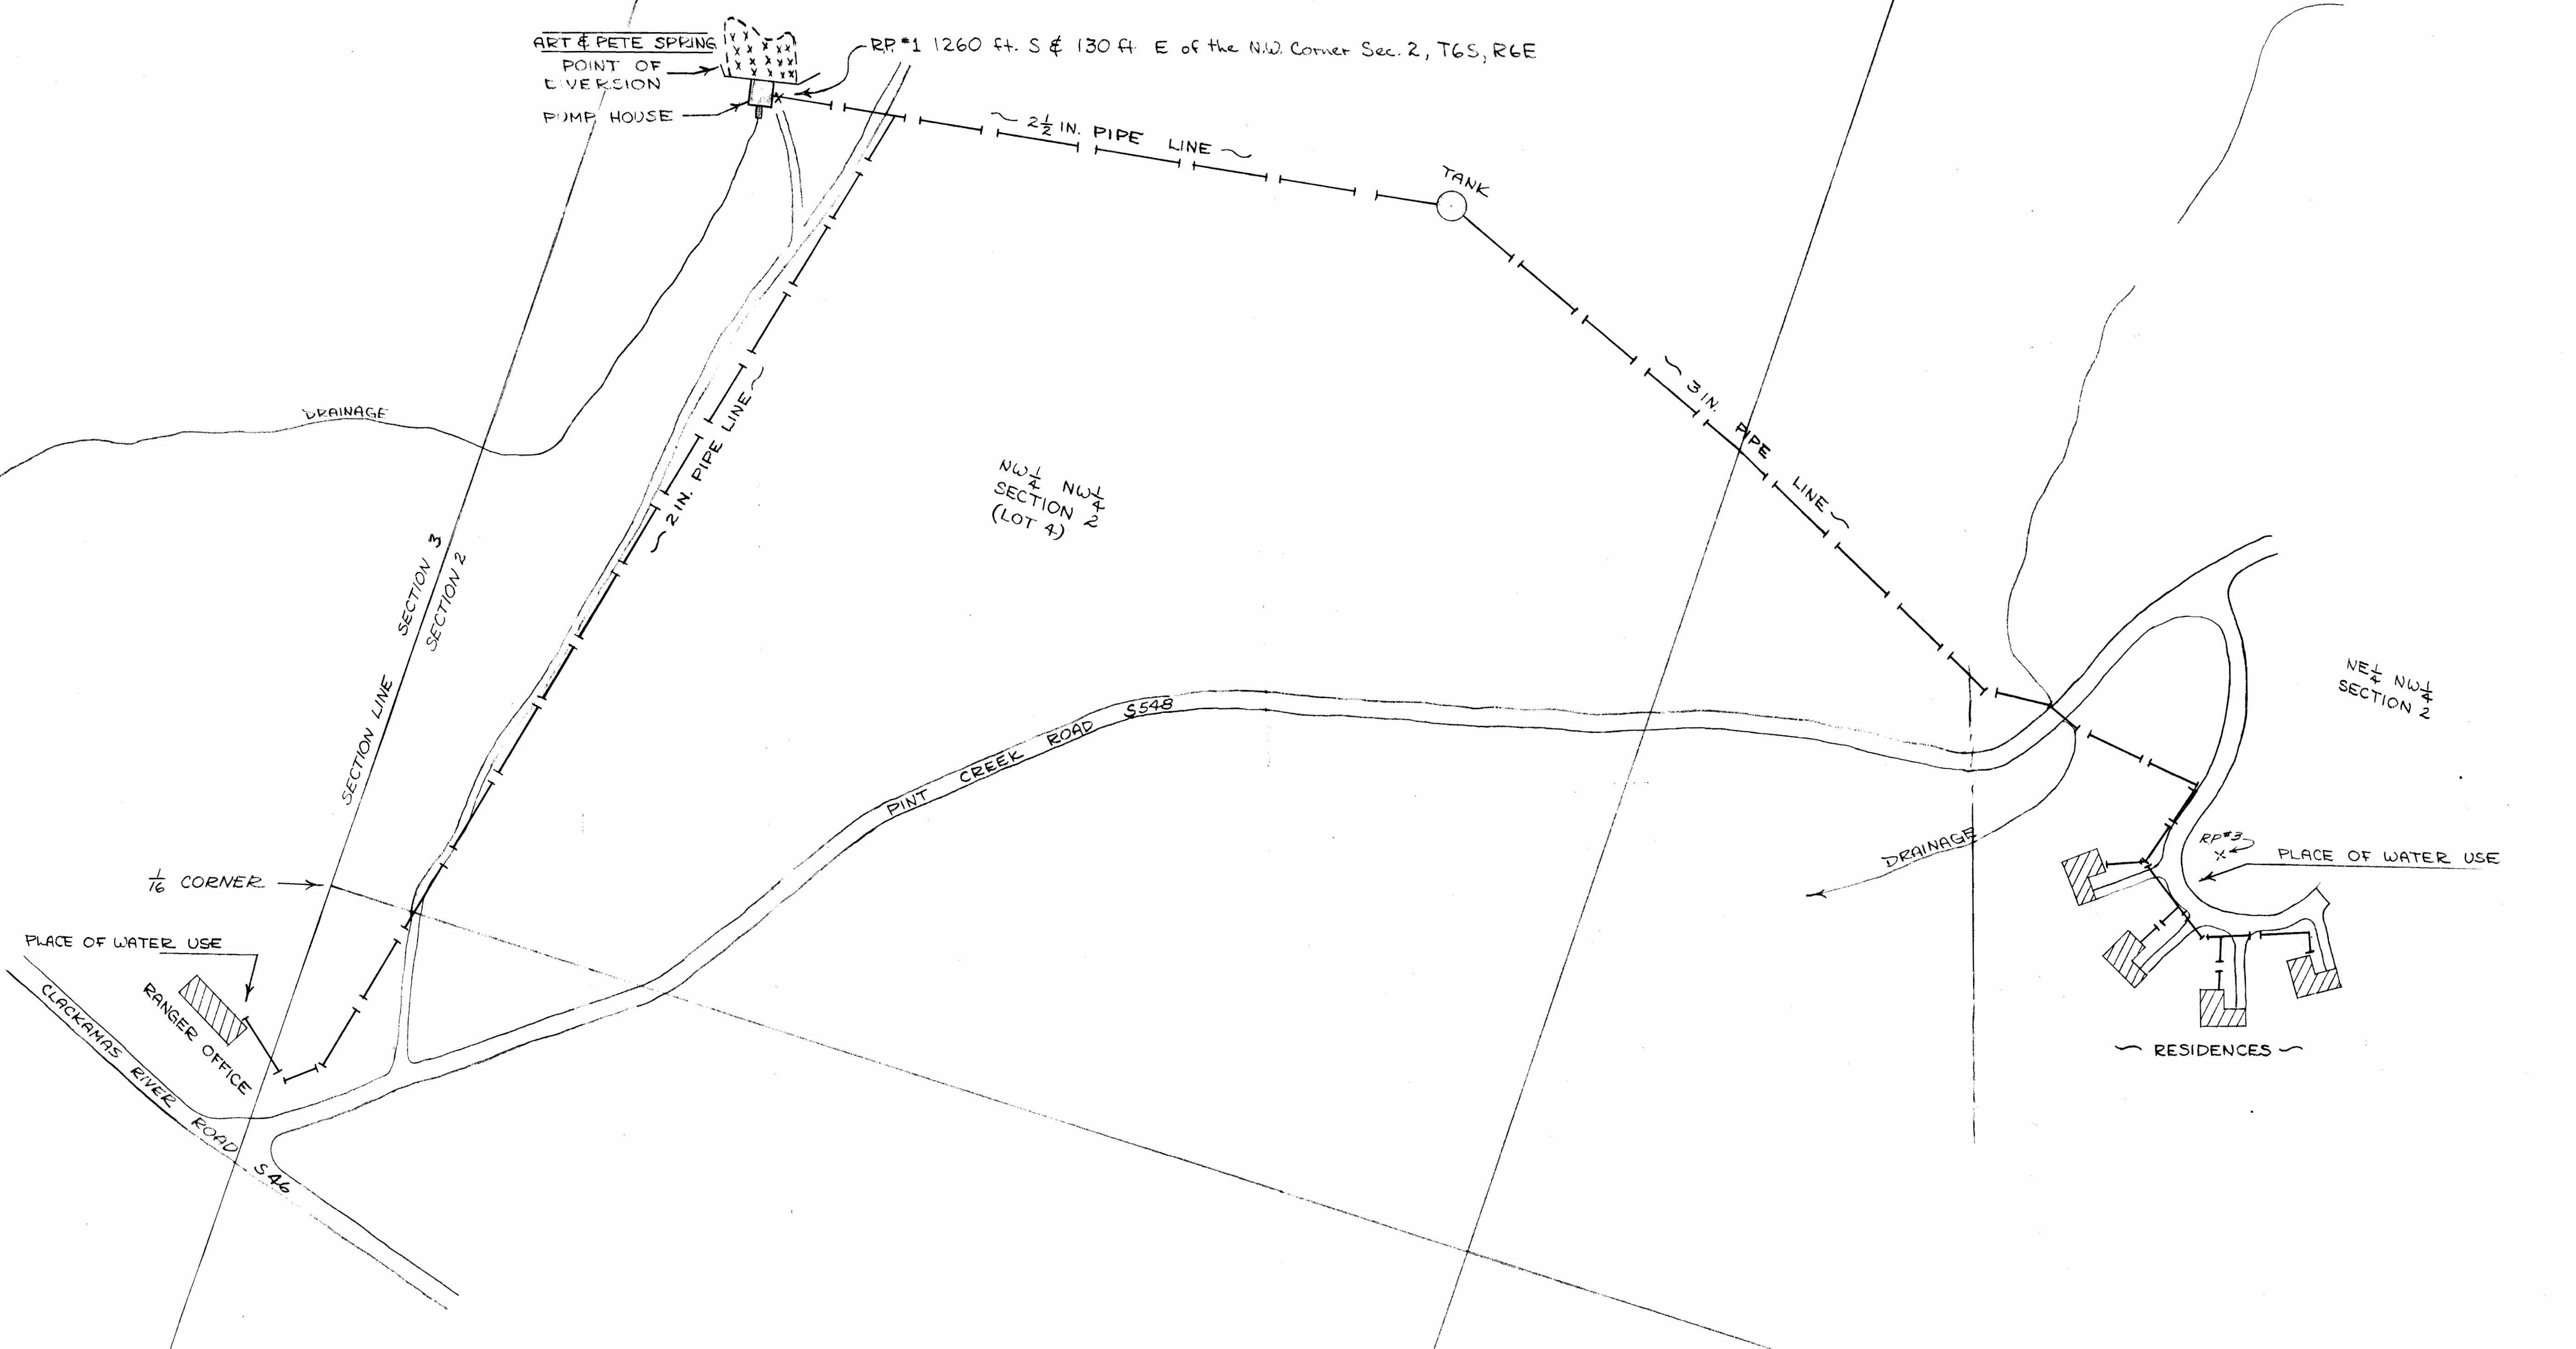 ART & PETE SPRING
POINT OF
DIVERSION
PUMP HOUSE
RP. #1 1260 ft. S & 130 ft E of the N.W. Corner Sec. 2, T6S, R6E
~ 2½ IN. PIPE LINE ~
TANK
~ 3 IN. PIPE LINE ~
~ 2 IN. PIPE LINE ~
DRAINAGE
NW¼ NW¼
SECTION 2
(LOT 4)
SECTION 3
SECTION 2
SECTION LINE
NE¼ NW¼
SECTION 2
PINT CREEK ROAD S548
DRAINAGE
RP#3
PLACE OF WATER USE
1/16 CORNER
PLACE OF WATER USE
RANGER OFFICE
CLACKAMAS RIVER ROAD S46
~ RESIDENCES ~